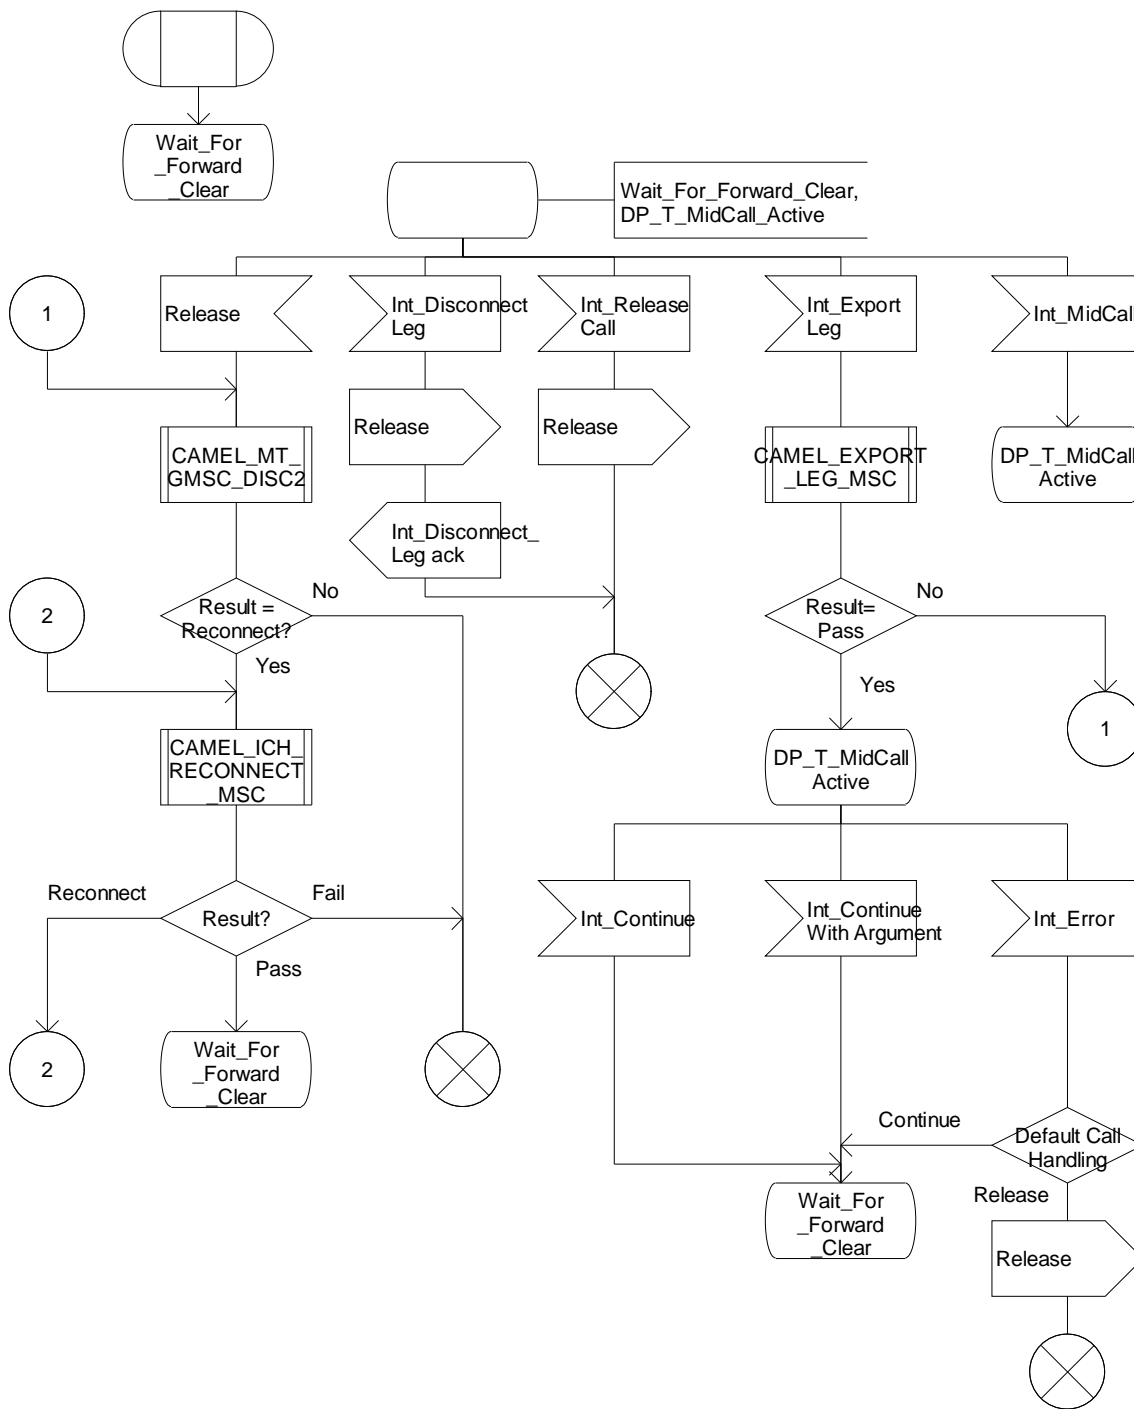 Wait_For
_Forward
_Clear
Wait_For_Forward_Clear,
DP_T_MidCall_Active
1
Release
Int_Disconnect
Leg
Int_Release
Call
Int_Export
Leg
Int_MidCall
Release
Release
CAMEL_MT_
GMSC_DISC2
CAMEL_EXPORT
_LEG_MSC
DP_T_MidCall
Active
Int_Disconnect_
Leg ack
2
Result =
Reconnect?
No
Yes
Result=
Pass
No
Yes
1
CAMEL_ICH_
RECONNECT
_MSC
DP_T_MidCall
Active
Reconnect
Result?
Fail
Pass
Int_Continue
Int_Continue
With Argument
Int_Error
2
Wait_For
_Forward
_Clear
Continue
Default Call
Handling
Release
Wait_For
_Forward
_Clear
Release